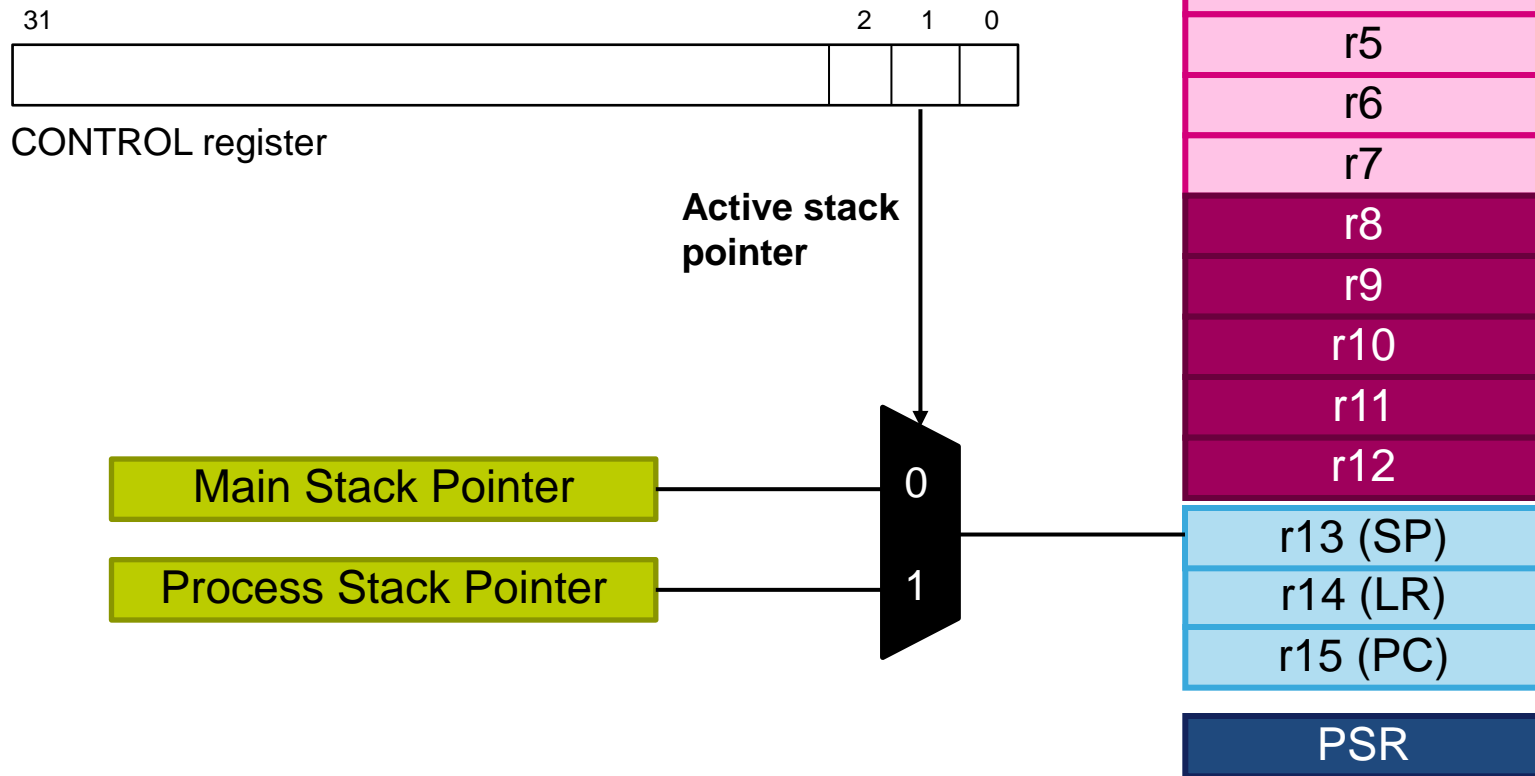 31 2 1 0
CONTROL register
Active stack
pointer
Main Stack Pointer
Process Stack Pointer
0
1
r5
r6
r7
r8
r9
r10
r11
r12
r13 (SP)
r14 (LR)
r15 (PC)
PSR